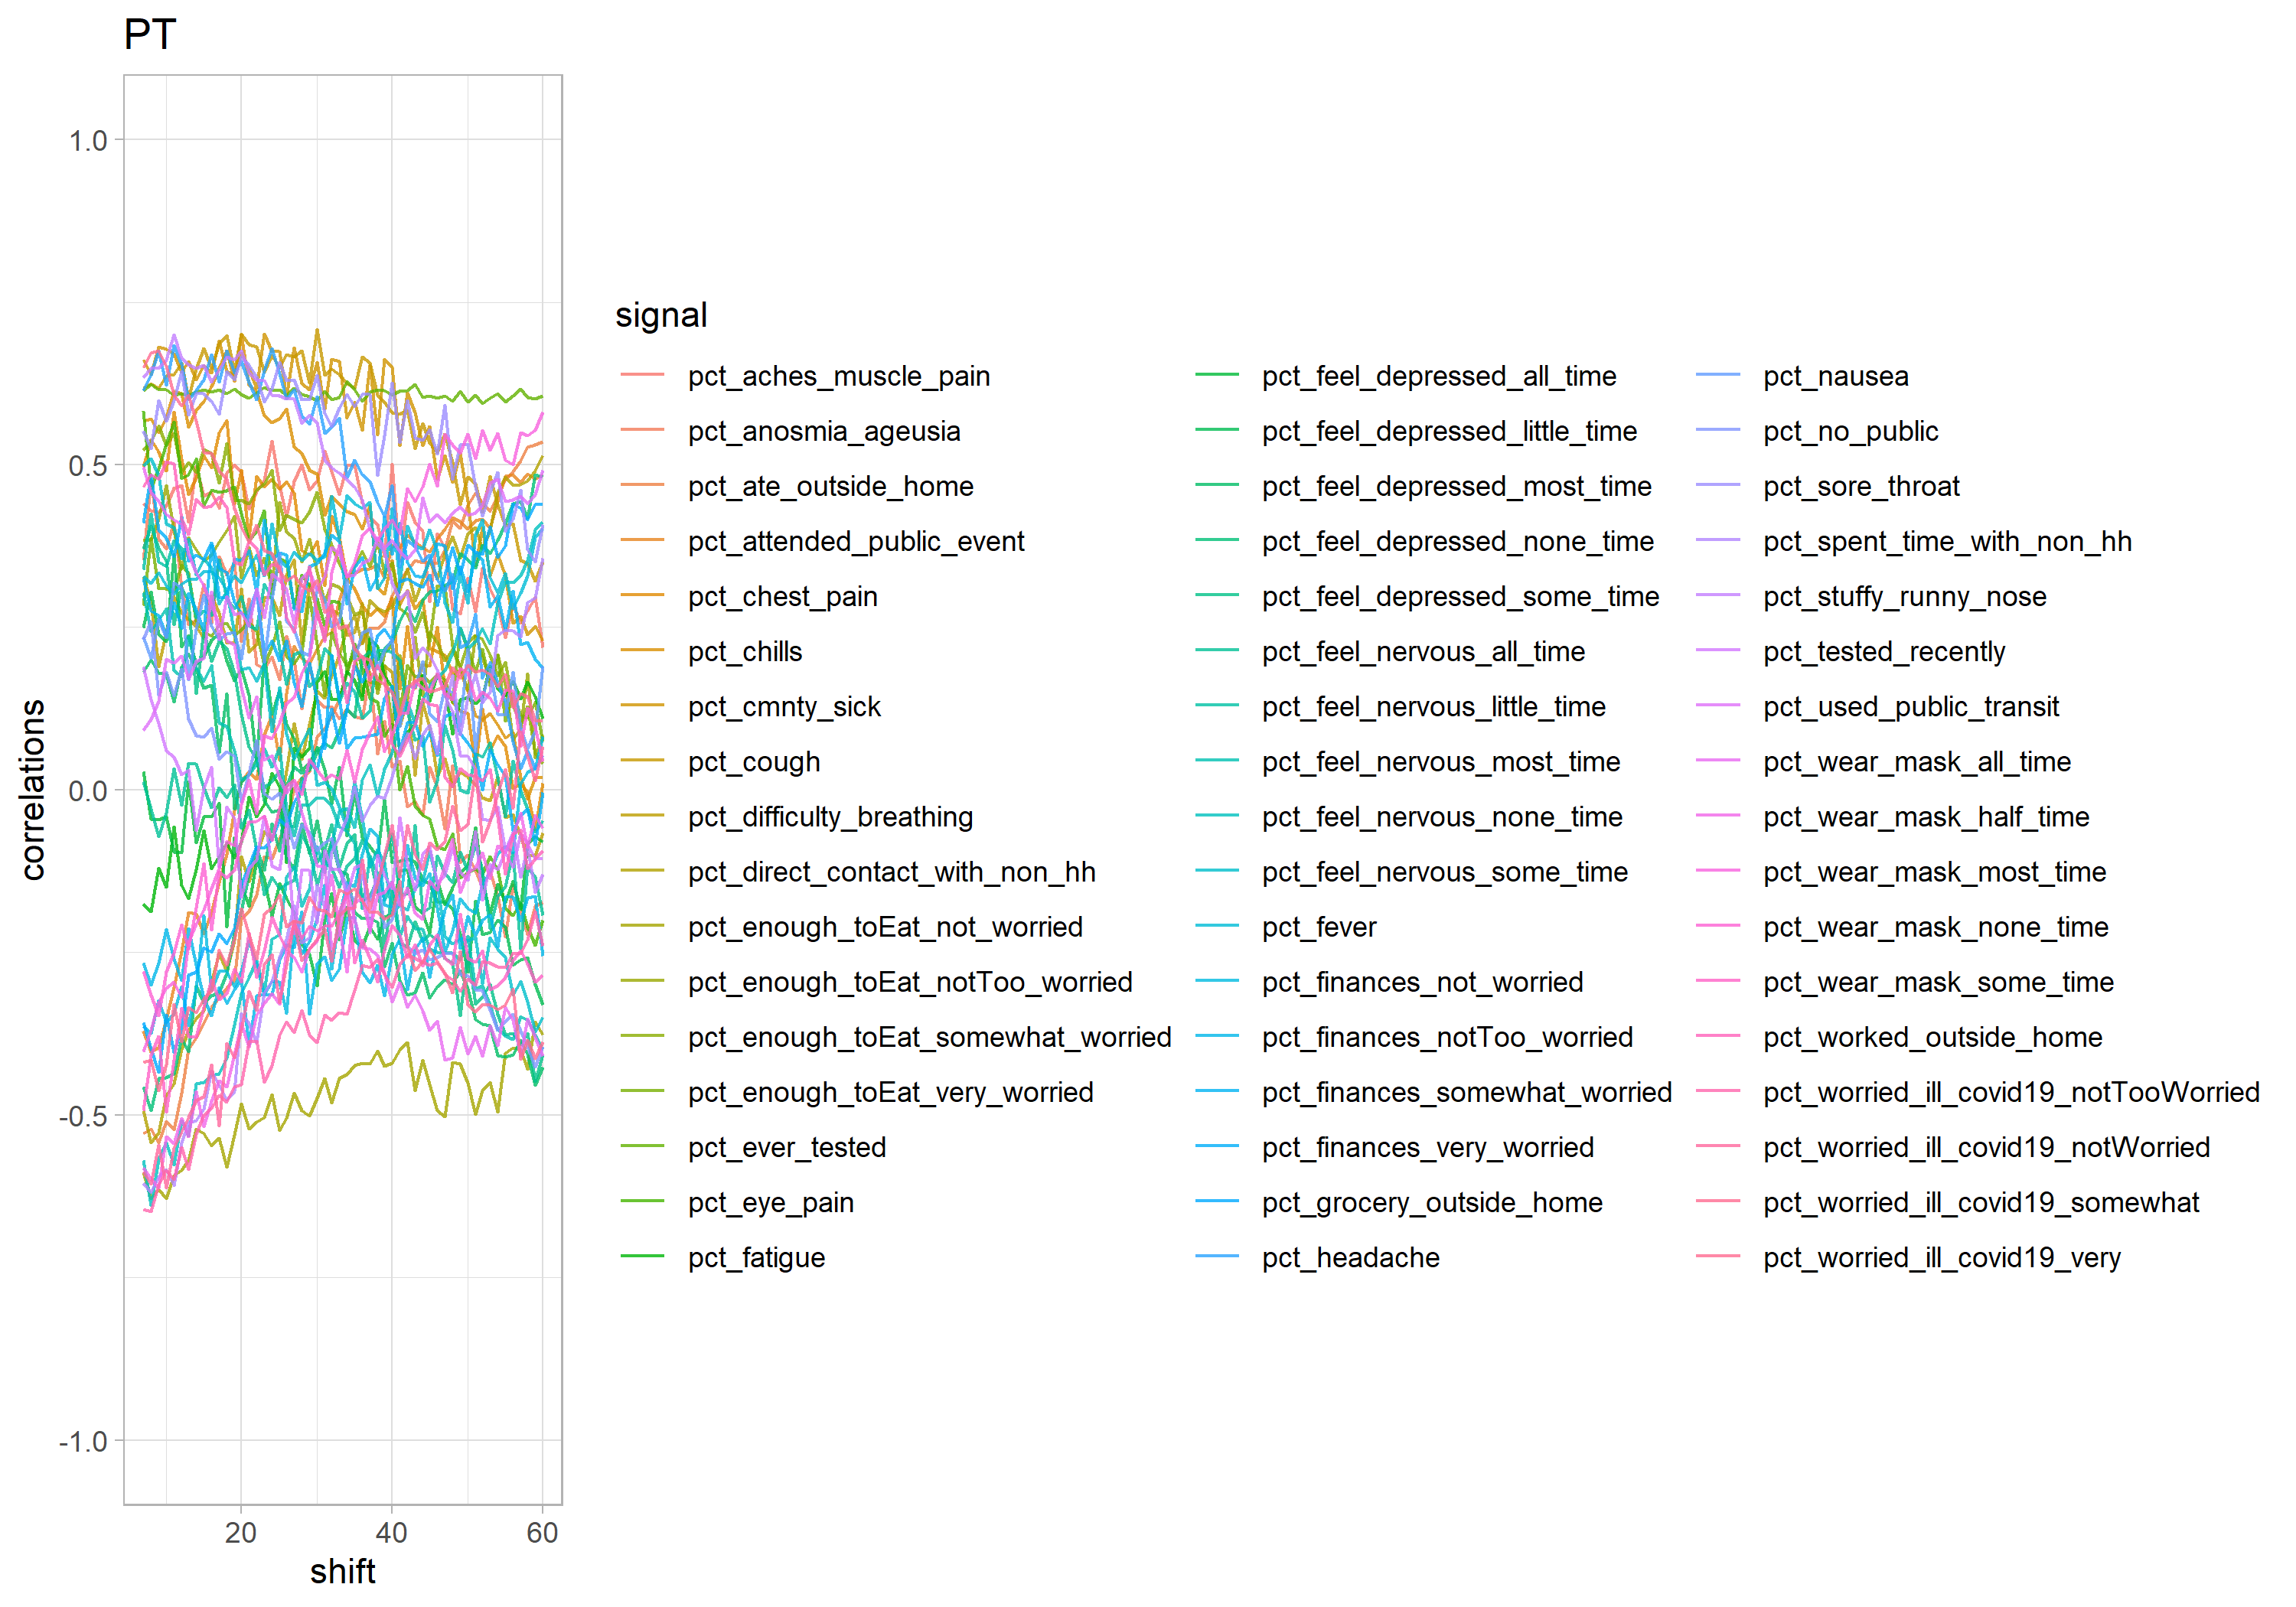 PT
1.0
0.5
0.0
-0.5
-1.0
correlations
20 40 60
shift
signal
pct_aches_muscle_pain
pct_anosmia_ageusia
pct_ate_outside_home
pct_attended_public_event
pct_chest_pain
pct_chills
pct_cmnty_sick
pct_cough
pct_difficulty_breathing
pct_direct_contact_with_non_hh
pct_enough_toEat_not_worried
pct_enough_toEat_notToo_worried
pct_enough_toEat_somewhat_worried
pct_enough_toEat_very_worried
pct_ever_tested
pct_eye_pain
pct_fatigue
pct_feel_depressed_all_time
pct_feel_depressed_little_time
pct_feel_depressed_most_time
pct_feel_depressed_none_time
pct_feel_depressed_some_time
pct_feel_nervous_all_time
pct_feel_nervous_little_time
pct_feel_nervous_most_time
pct_feel_nervous_none_time
pct_feel_nervous_some_time
pct_fever
pct_finances_not_worried
pct_finances_notToo_worried
pct_finances_somewhat_worried
pct_finances_very_worried
pct_grocery_outside_home
pct_headache
pct_nausea
pct_no_public
pct_sore_throat
pct_spent_time_with_non_hh
pct_stuffy_runny_nose
pct_tested_recently
pct_used_public_transit
pct_wear_mask_all_time
pct_wear_mask_half_time
pct_wear_mask_most_time
pct_wear_mask_none_time
pct_wear_mask_some_time
pct_worked_outside_home
pct_worried_ill_covid19_notTooWorried
pct_worried_ill_covid19_notWorried
pct_worried_ill_covid19_somewhat
pct_worried_ill_covid19_very